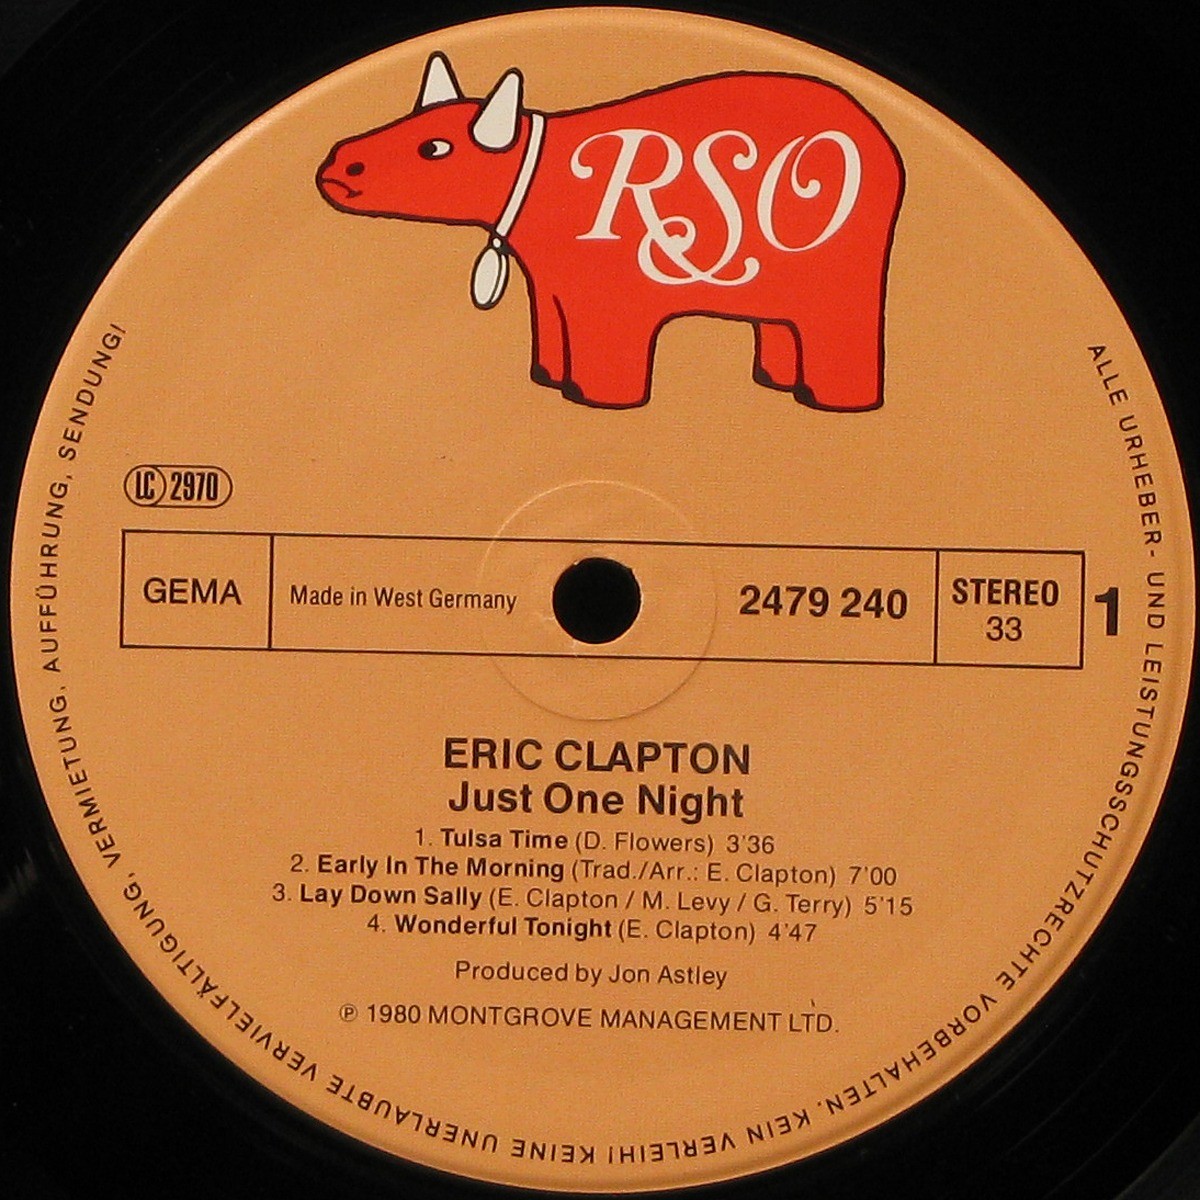 RSO
LC 2970
GEMA
Made in West Germany
2479 240
STEREO
33
1
ERIC CLAPTON
Just One Night
1. Tulsa Time (D. Flowers) 3'36
2. Early In The Morning (Trad./Arr.: E. Clapton) 7'00
3. Lay Down Sally (E. Clapton / M. Levy / G. Terry) 5'15
4. Wonderful Tonight (E. Clapton) 4'47
Produced by Jon Astley
℗ 1980 MONTGROVE MANAGEMENT LTD.
ALLE URHEBER- UND LEISTUNGSSCHUTZRECHTE VORBEHALTEN. KEIN VERLEIH! KEINE UNERLAUBTE VERVIELFÄLTIGUNG, VERMIETUNG, AUFFÜHRUNG, SENDUNG!